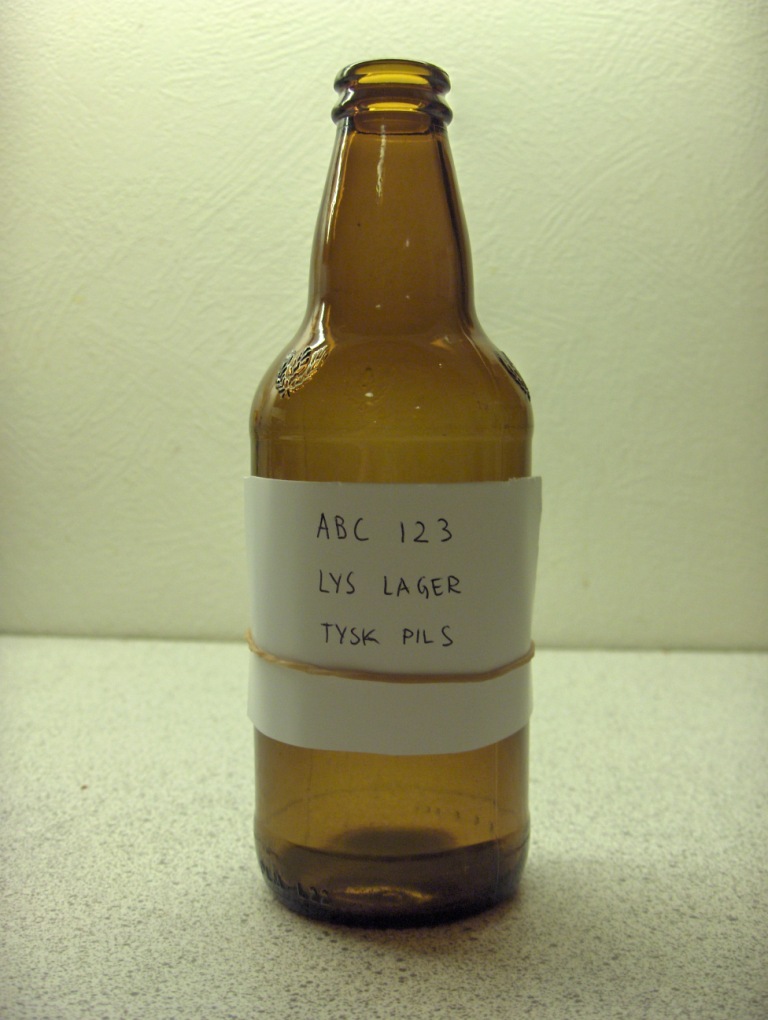 ABC 123
LYS LAGER
TYSK PILS